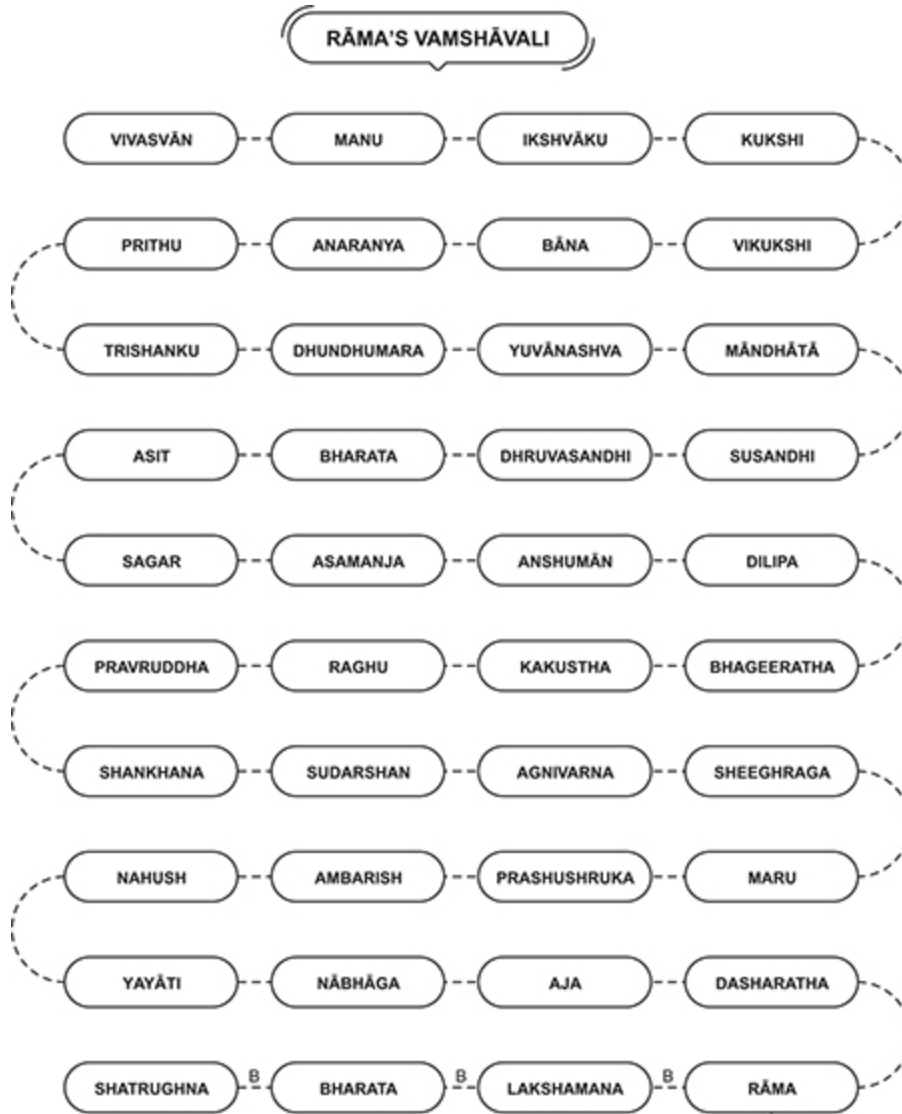 RĀMA'S VAMSHĀVALI
VIVASVĀN MANU IKSHVĀKU KUKSHI
PRITHU ANARANYA BĀNA VIKUKSHI
TRISHANKU DHUNDHUMARA YUVĀNASHVA MĀNDHĀTĀ
ASIT BHARATA DHRUVASANDHI SUSANDHI
SAGAR ASAMANJA ANSHUMĀN DILIPA
PRAVRUDDHA RAGHU KAKUSTHA BHAGEERATHA
SHANKHANA SUDARSHAN AGNIVARNA SHEEGHRAGA
NAHUSH AMBARISH PRASHUSHRUKA MARU
YAYĀTI NĀBHĀGA AJA DASHARATHA
SHATRUGHNA B BHARATA B LAKSHAMANA B RĀMA